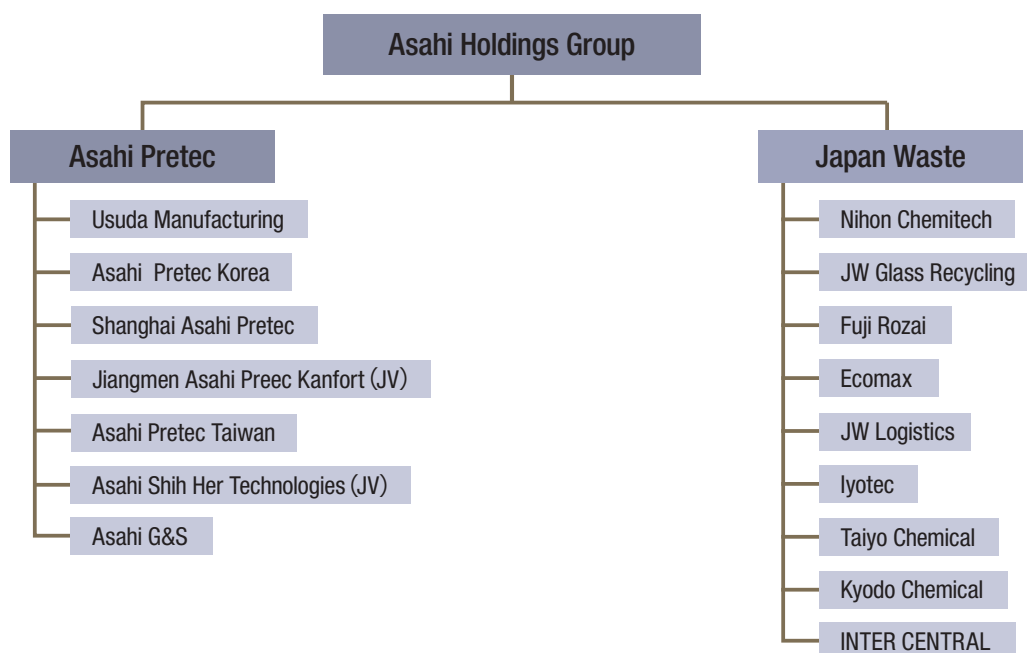 Asahi Holdings Group
Asahi Pretec
Usuda Manufacturing
Asahi Pretec Korea
Shanghai Asahi Pretec
Jiangmen Asahi Preec Kanfort (JV)
Asahi Pretec Taiwan
Asahi Shih Her Technologies (JV)
Asahi G&S
Japan Waste
Nihon Chemitech
JW Glass Recycling
Fuji Rozai
Ecomax
JW Logistics
Iyotec
Taiyo Chemical
Kyodo Chemical
INTER CENTRAL